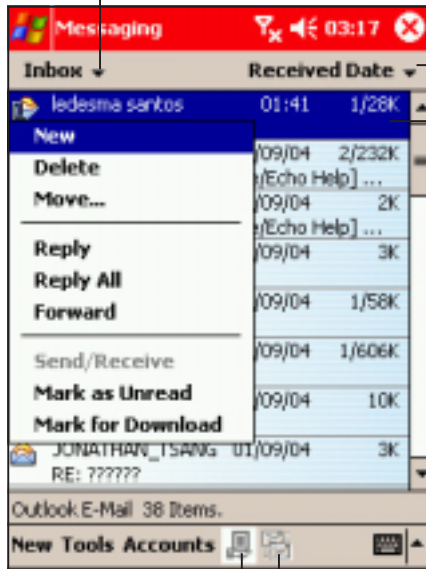 Messaging 03:17
Inbox Received Date
ledesma santos 01:41 1/28K
New
Delete
Move...
Reply
Reply All
Forward
Send/Receive
Mark as Unread
Mark for Download
/09/04 2/232K
/Echo Help] ...
/09/04 2K
/Echo Help] ...
/09/04 3K
/09/04 1/58K
/09/04 1/606K
/09/04 10K
JONATHAN_TSANG 01/09/04 3K
RE: ??????
Outlook E-Mail 38 Items.
New Tools Accounts